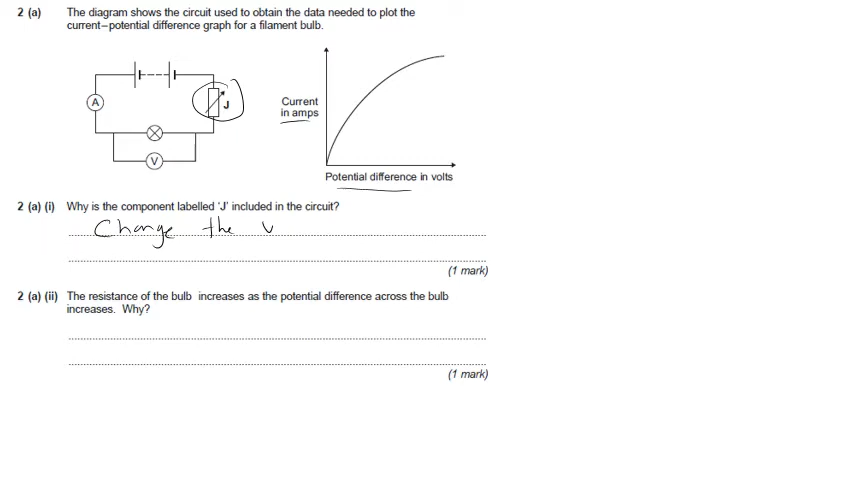 2 (a) The diagram shows the circuit used to obtain the data needed to plot the
current–potential difference graph for a filament bulb.
A
J
V
Current
in amps
Potential difference in volts
2 (a) (i) Why is the component labelled ‘J’ included in the circuit?
Change the v
(1 mark)
2 (a) (ii) The resistance of the bulb increases as the potential difference across the bulb
increases. Why?
(1 mark)